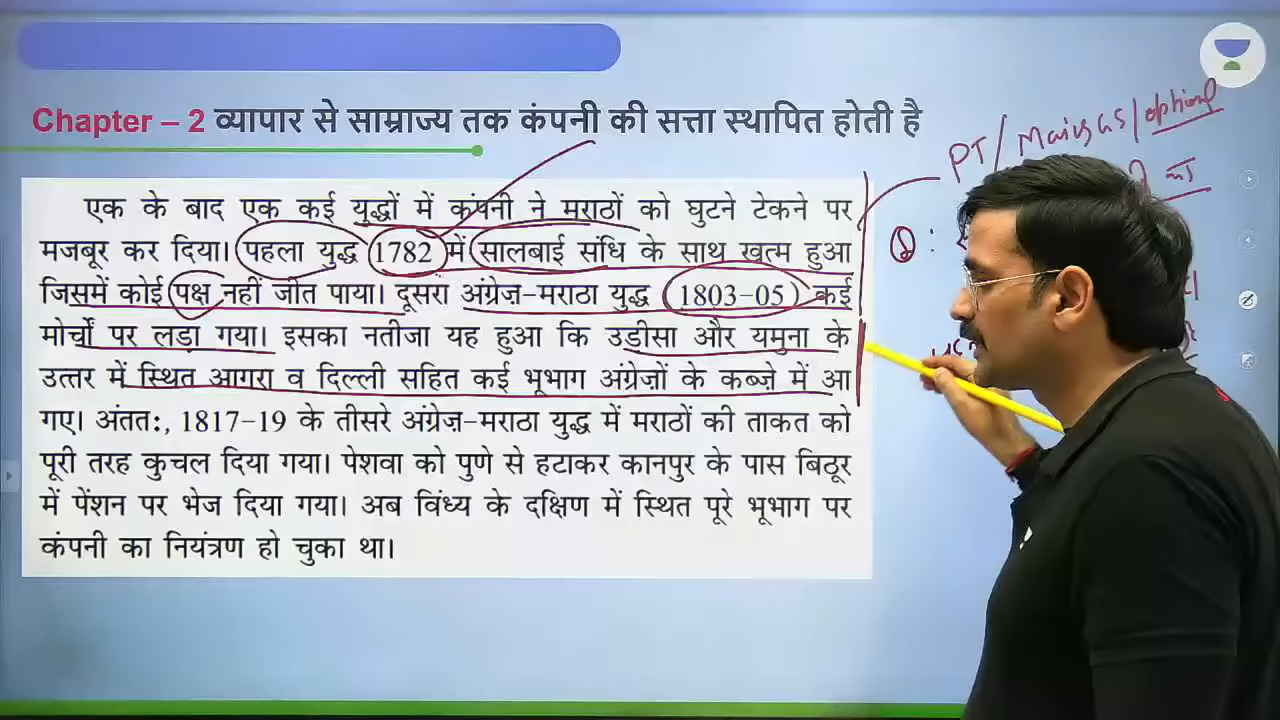 Chapter – 2 व्यापार से साम्राज्य तक कंपनी की सत्ता स्थापित होती है
PT/ Mains GS/ optional
एक के बाद एक कई युद्धों में कंपनी ने मराठों को घुटने टेकने पर
मजबूर कर दिया। पहला युद्ध 1782 में सालबाई संधि के साथ खत्म हुआ
जिसमें कोई पक्ष नहीं जीत पाया। दूसरा अंग्रेज़-मराठा युद्ध (1803-05) कई
मोर्चों पर लड़ा गया। इसका नतीजा यह हुआ कि उड़ीसा और यमुना के
उत्तर में स्थित आगरा व दिल्ली सहित कई भूभाग अंग्रेज़ों के कब्ज़े में आ
गए। अंततः, 1817-19 के तीसरे अंग्रेज़-मराठा युद्ध में मराठों की ताकत को
पूरी तरह कुचल दिया गया। पेशवा को पुणे से हटाकर कानपुर के पास बिठूर
में पेंशन पर भेज दिया गया। अब विंध्य के दक्षिण में स्थित पूरे भूभाग पर
कंपनी का नियंत्रण हो चुका था।